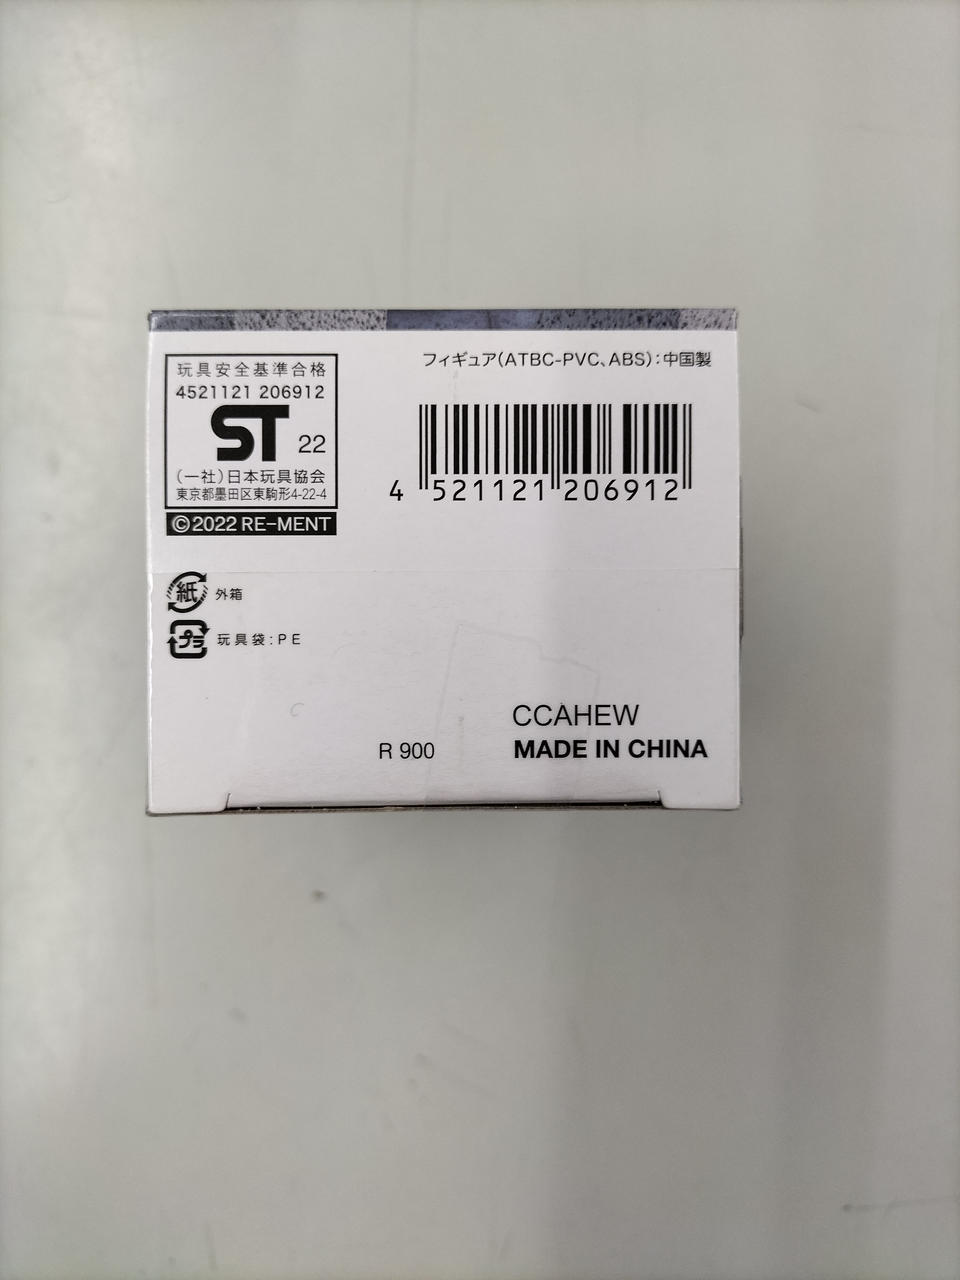 玩具安全基準合格
4521121 206912
ST 22
(一社)日本玩具協会
東京都墨田区東駒形4-22-4
©2022 RE-MENT
フィギュア(ATBC-PVC、ABS):中国製
4 521121 206912
紙 外箱
プラ 玩具袋:PE
CCAHEW
R 900
MADE IN CHINA